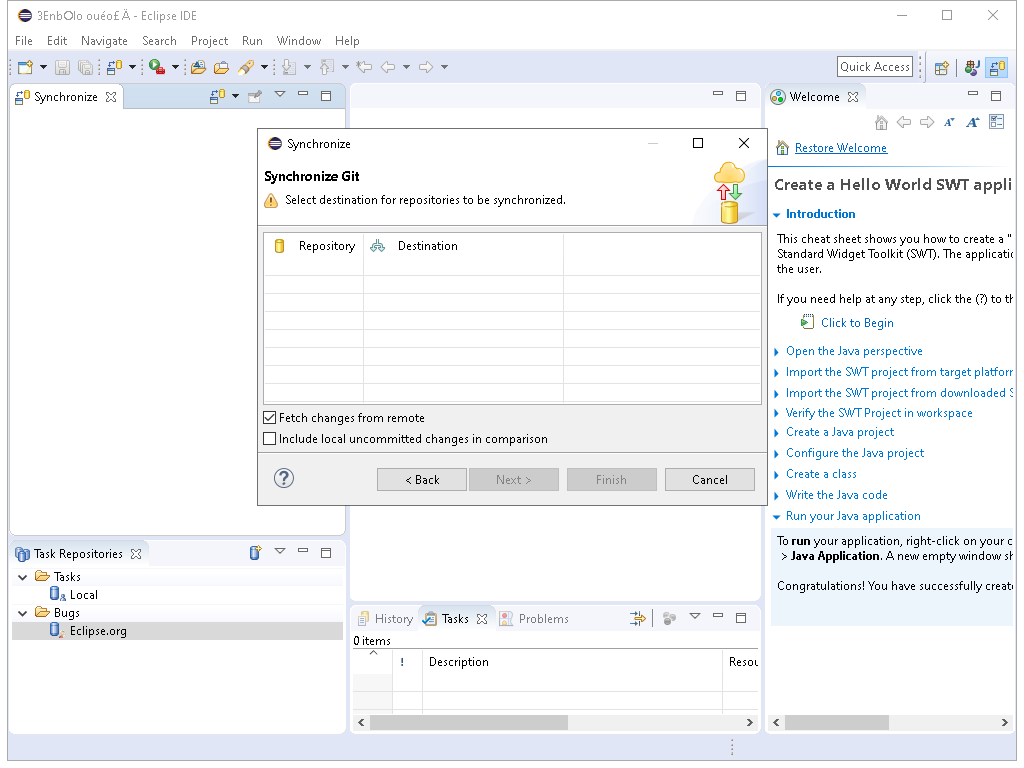 3EnbOlo ouéo£Ä - Eclipse IDE
File Edit Navigate Search Project Run Window Help
Quick Access
Synchronize
Welcome
Restore Welcome
Create a Hello World SWT appli
Introduction
This cheat sheet shows you how to create a "
Standard Widget Toolkit (SWT). The applicatic
the user.
If you need help at any step, click the (?) to th
Click to Begin
Open the Java perspective
Import the SWT project from target platforr
Import the SWT project from downloaded S
Verify the SWT Project in workspace
Create a Java project
Configure the Java project
Create a class
Write the Java code
Run your Java application
To run your application, right-click on your c
> Java Application. A new empty window sh
Congratulations! You have successfully create
Synchronize
Synchronize Git
Select destination for repositories to be synchronized.
Repository Destination
Fetch changes from remote
Include local uncommitted changes in comparison
< Back Next > Finish Cancel
Task Repositories
Tasks
Local
Bugs
Eclipse.org
History Tasks Problems
0 items
! Description Resou